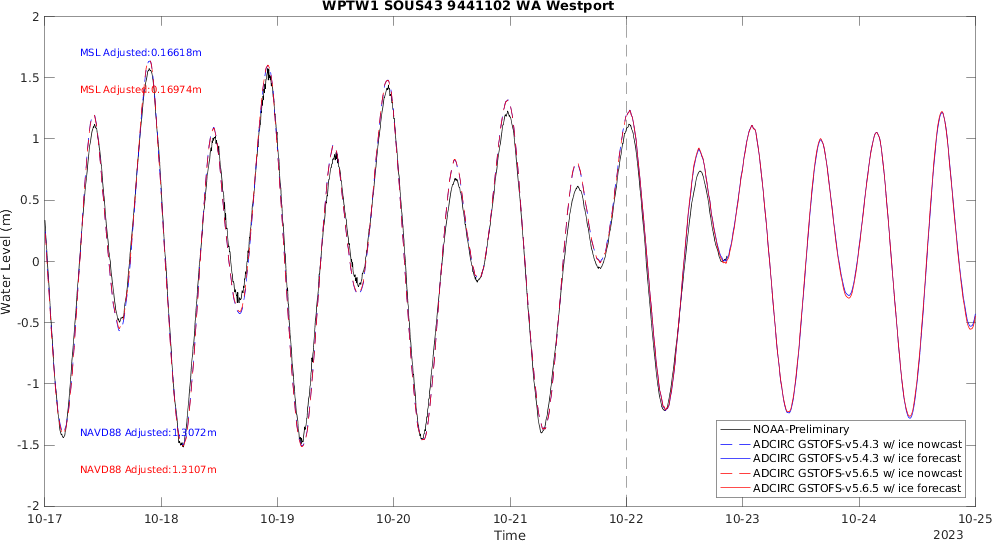 WPTW1 SOUS43 9441102 WA Westport
2
1.5
1
0.5
0
-0.5
-1
-1.5
-2
Water Level (m)
MSL Adjusted:0.16618m
MSL Adjusted:0.16974m
NAVD88 Adjusted:1.3072m
NAVD88 Adjusted:1.3107m
NOAA-Preliminary
ADCIRC GSTOFS-v5.4.3 w/ ice nowcast
ADCIRC GSTOFS-v5.4.3 w/ ice forecast
ADCIRC GSTOFS-v5.6.5 w/ ice nowcast
ADCIRC GSTOFS-v5.6.5 w/ ice forecast
10-17 10-18 10-19 10-20 10-21 10-22 10-23 10-24 10-25
Time
2023